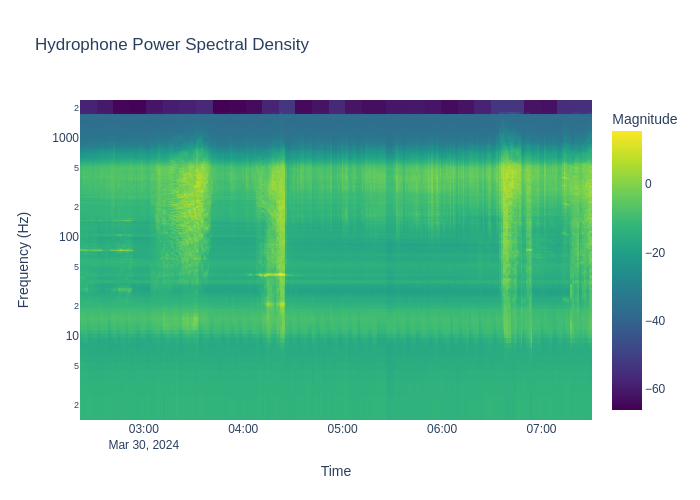 Hydrophone Power Spectral Density
Magnitude
2
1000
5
2
100
5
2
10
5
2
Frequency (Hz)
0
−20
−40
−60
03:00 04:00 05:00 06:00 07:00
Mar 30, 2024
Time